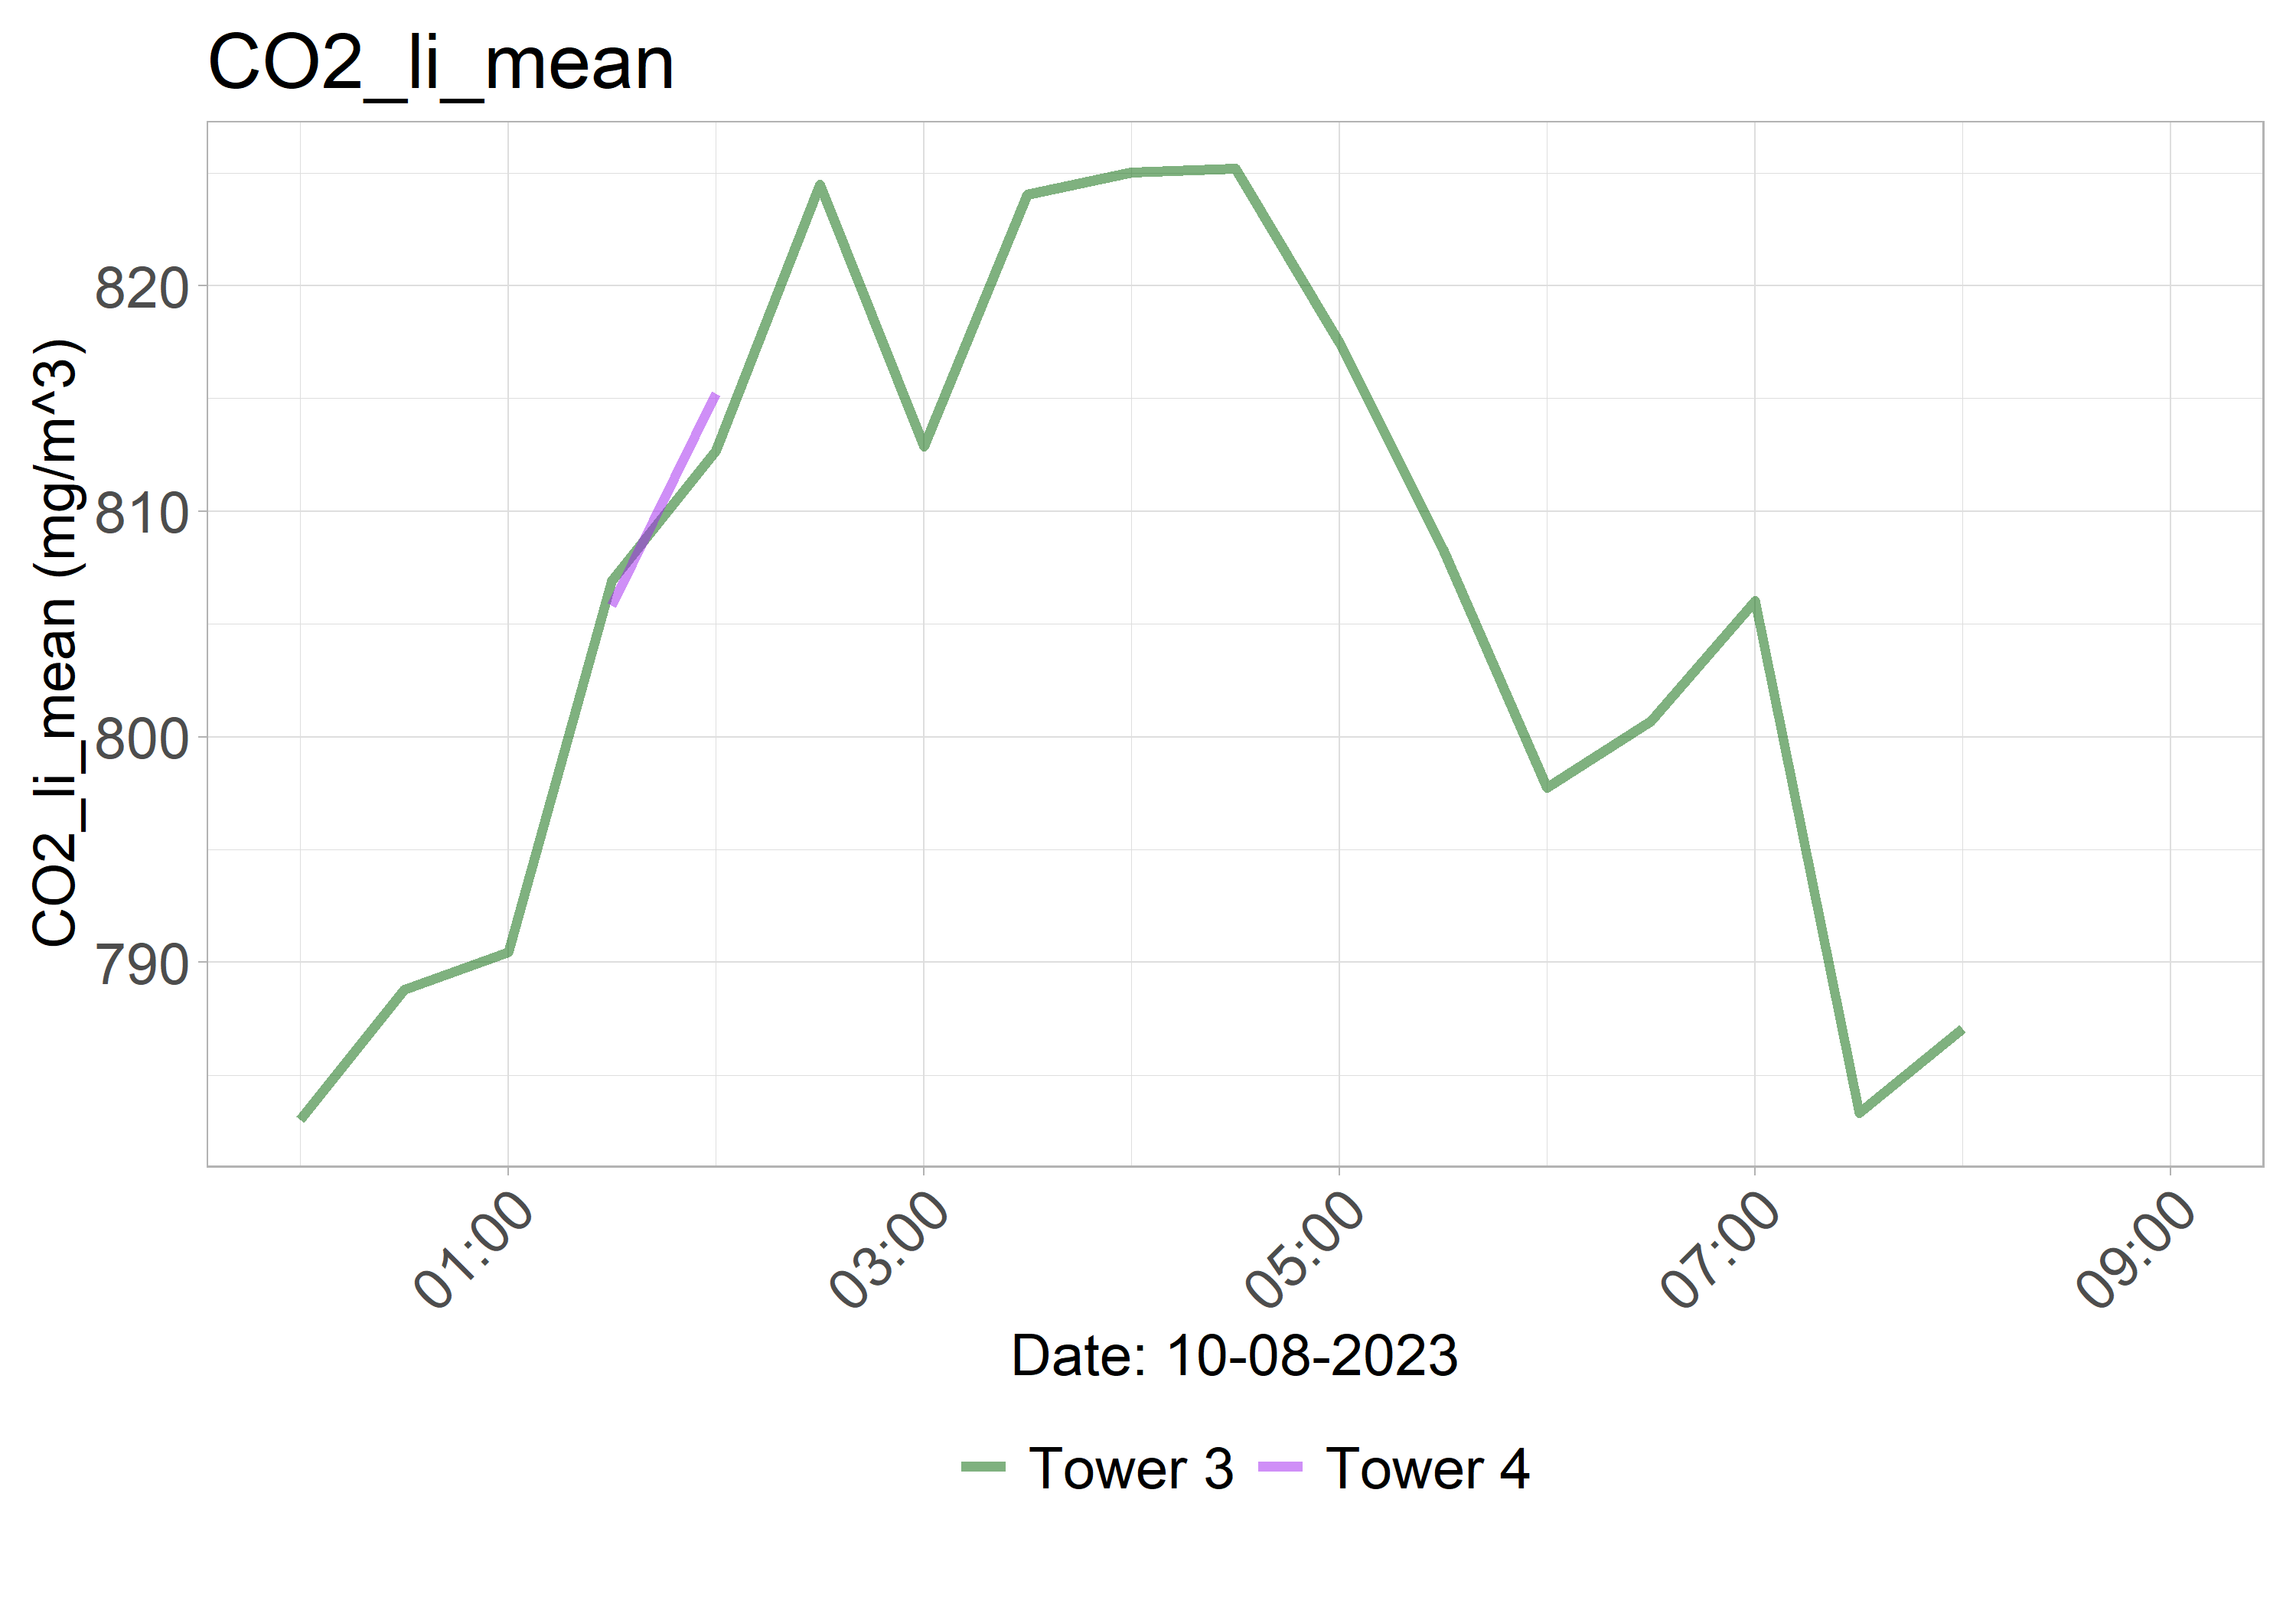 CO2_li_mean
CO2_li_mean (mg/m^3)
820
810
800
790
01:00 03:00 05:00 07:00 09:00
Date: 10-08-2023
Tower 3 Tower 4